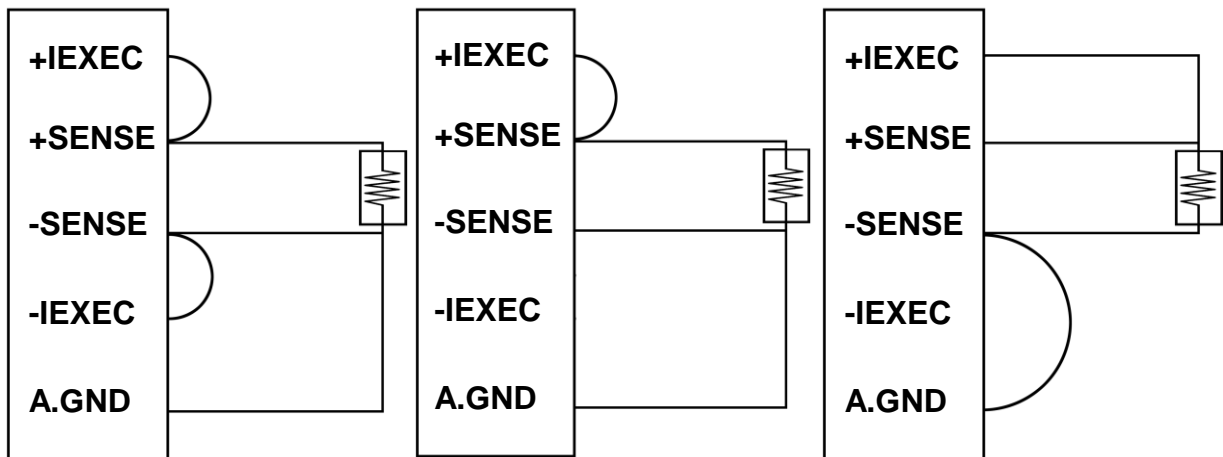 +IEXEC
+SENSE
-SENSE
-IEXEC
A.GND
+IEXEC
+SENSE
-SENSE
-IEXEC
A.GND
+IEXEC
+SENSE
-SENSE
-IEXEC
A.GND